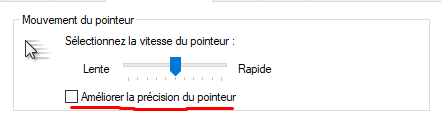 Mouvement du pointeur
Sélectionnez la vitesse du pointeur :
Lente Rapide
Améliorer la précision du pointeur